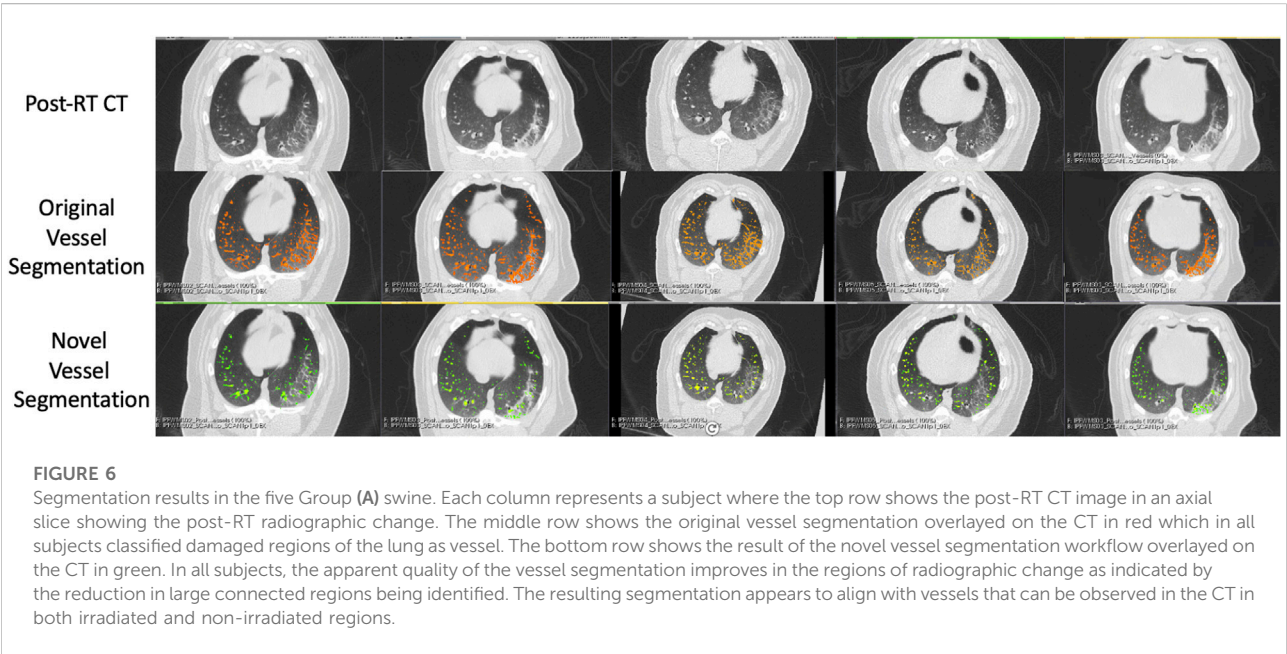 Post-RT CT
Original
Vessel
Segmentation
Novel
Vessel
Segmentation
FIGURE 6
Segmentation results in the five Group (A) swine. Each column represents a subject where the top row shows the post-RT CT image in an axial
slice showing the post-RT radiographic change. The middle row shows the original vessel segmentation overlayed on the CT in red which in all
subjects classified damaged regions of the lung as vessel. The bottom row shows the result of the novel vessel segmentation workflow overlayed on
the CT in green. In all subjects, the apparent quality of the vessel segmentation improves in the regions of radiographic change as indicated by
the reduction in large connected regions being identified. The resulting segmentation appears to align with vessels that can be observed in the CT in
both irradiated and non-irradiated regions.